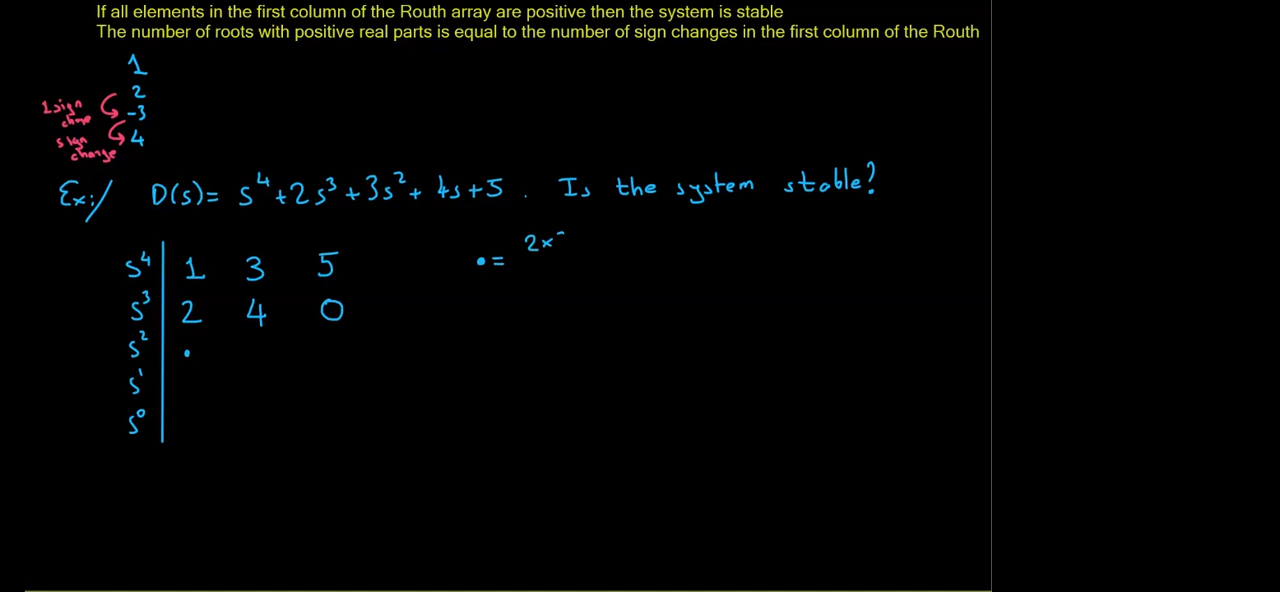 If all elements in the first column of the Routh array are positive then the system is stable
The number of roots with positive real parts is equal to the number of sign changes in the first column of the Routh
1
2
1 sign
-3
sign
4
change
Ex:/ D(s)= s⁴+2s³+3s²+4s+5 . Is the system stable?
2x-
• =
s⁴ 1 3 5
s³ 2 4 0
s² •
s¹
s⁰